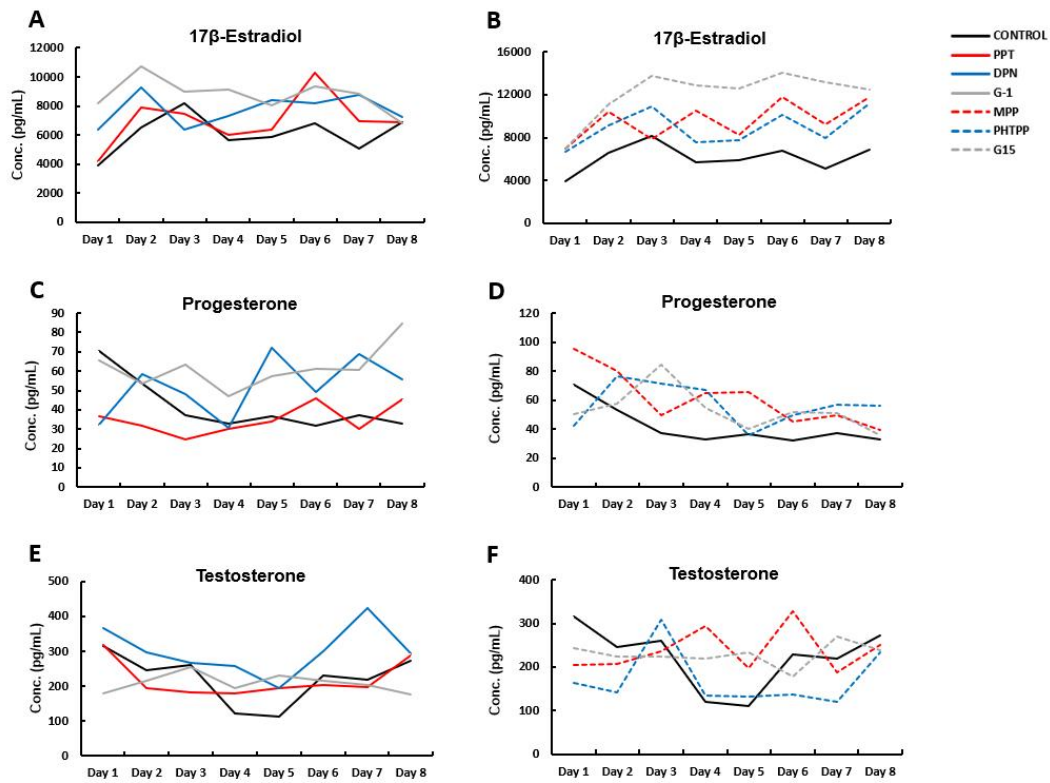 A
17β-Estradiol
Conc. (pg/mL)
12000
10000
8000
6000
4000
2000
0
Day 1 Day 2 Day 3 Day 4 Day 5 Day 6 Day 7 Day 8
B
17β-Estradiol
Conc. (pg/mL)
16000
12000
8000
4000
0
Day 1 Day 2 Day 3 Day 4 Day 5 Day 6 Day 7 Day 8
CONTROL
PPT
DPN
G-1
MPP
PHTPP
G15
C
Progesterone
Conc. (pg/mL)
90
80
70
60
50
40
30
20
10
0
Day 1 Day 2 Day 3 Day 4 Day 5 Day 6 Day 7 Day 8
D
Progesterone
Conc. (pg/mL)
120
100
80
60
40
20
0
Day 1 Day 2 Day 3 Day 4 Day 5 Day 6 Day 7 Day 8
E
Testosterone
Conc. (pg/mL)
500
400
300
200
100
0
Day 1 Day 2 Day 3 Day 4 Day 5 Day 6 Day 7 Day 8
F
Testosterone
Conc. (pg/mL)
400
300
200
100
0
Day 1 Day 2 Day 3 Day 4 Day 5 Day 6 Day 7 Day 8